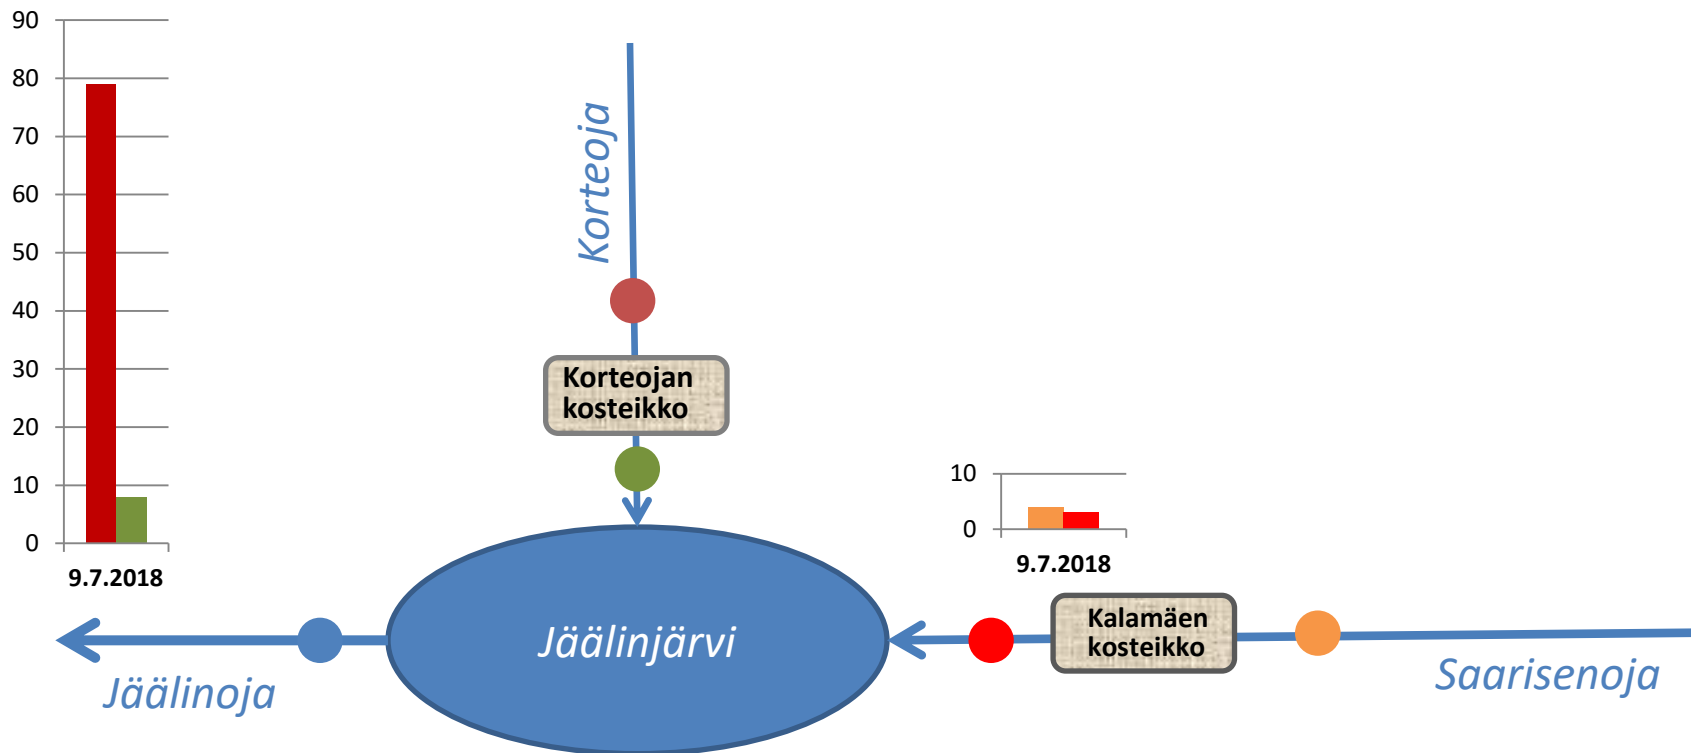 90
80
70
60
50
40
30
20
10
0
9.7.2018
Korteoja
Korteojan
kosteikko
10
0
9.7.2018
Kalamäen
kosteikko
Jäälinjärvi
Jäälinoja
Saarisenoja